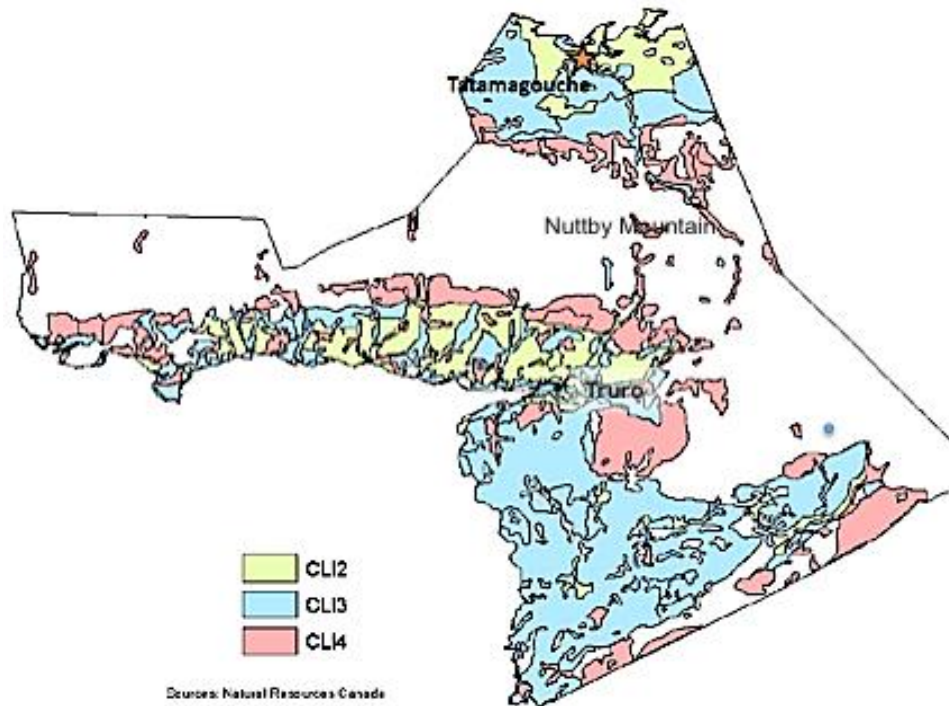 Tatamagouche
Nuttby Mountain
Truro
CLI2
CLI3
CLI4
Sources: Natural Resources Canada